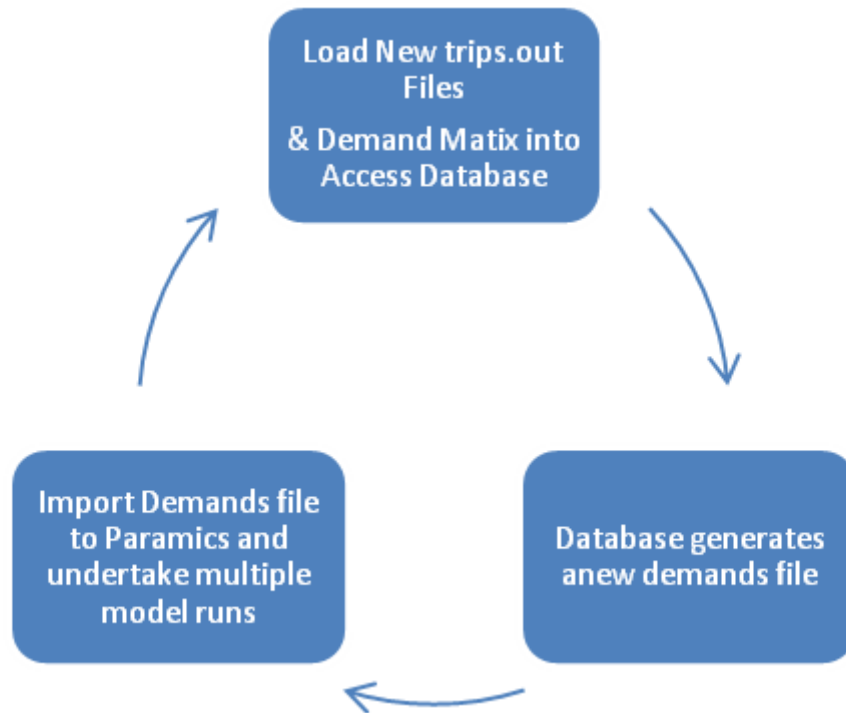 Load New trips.out
Files
& Demand Matix into
Access Database
Import Demands file
to Paramics and
undertake multiple
model runs
Database generates
anew demands file